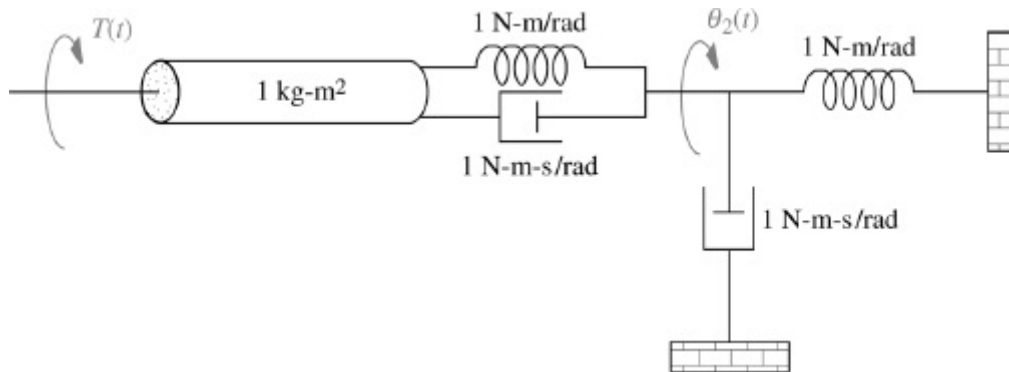 T(t)
1 kg-m²
1 N-m/rad
1 N-m-s/rad
θ₂(t)
1 N-m/rad
1 N-m-s/rad